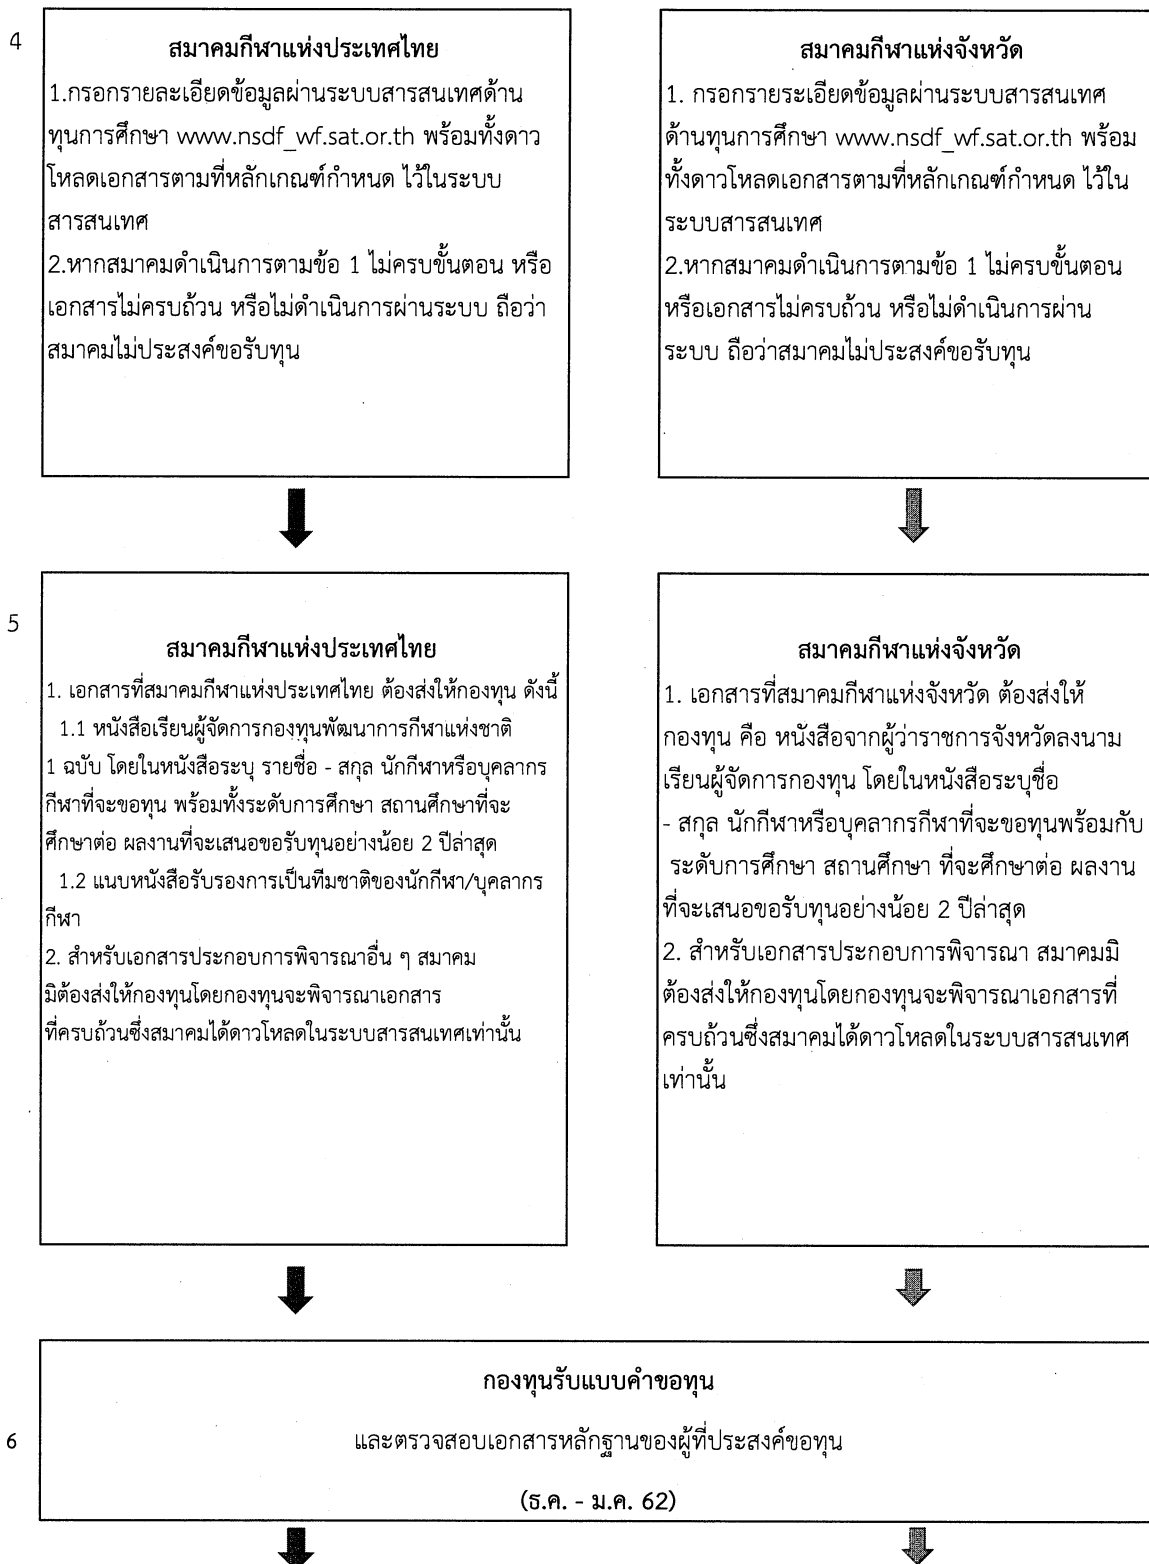 4
สมาคมกีฬาแห่งประเทศไทย
1.กรอกรายละเอียดข้อมูลผ่านระบบสารสนเทศด้าน
ทุนการศึกษา www.nsdf_wf.sat.or.th พร้อมทั้งดาว
โหลดเอกสารตามที่หลักเกณฑ์กำหนด ไว้ในระบบ
สารสนเทศ
2.หากสมาคมดำเนินการตามข้อ 1 ไม่ครบขั้นตอน หรือ
เอกสารไม่ครบถ้วน หรือไม่ดำเนินการผ่านระบบ ถือว่า
สมาคมไม่ประสงค์ขอรับทุน
สมาคมกีฬาแห่งจังหวัด
1. กรอกรายระเอียดข้อมูลผ่านระบบสารสนเทศ
ด้านทุนการศึกษา www.nsdf_wf.sat.or.th พร้อม
ทั้งดาวโหลดเอกสารตามที่หลักเกณฑ์กำหนด ไว้ใน
ระบบสารสนเทศ
2.หากสมาคมดำเนินการตามข้อ 1 ไม่ครบขั้นตอน
หรือเอกสารไม่ครบถ้วน หรือไม่ดำเนินการผ่าน
ระบบ ถือว่าสมาคมไม่ประสงค์ขอรับทุน
5
สมาคมกีฬาแห่งประเทศไทย
1. เอกสารที่สมาคมกีฬาแห่งประเทศไทย ต้องส่งให้กองทุน ดังนี้
1.1 หนังสือเรียนผู้จัดการกองทุนพัฒนาการกีฬาแห่งชาติ
1 ฉบับ โดยในหนังสือระบุ รายชื่อ - สกุล นักกีฬาหรือบุคลากร
กีฬาที่จะขอทุน พร้อมทั้งระดับการศึกษา สถานศึกษาที่จะ
ศึกษาต่อ ผลงานที่จะเสนอขอรับทุนอย่างน้อย 2 ปีล่าสุด
1.2 แนบหนังสือรับรองการเป็นทีมชาติของนักกีฬา/บุคลากร
กีฬา
2. สำหรับเอกสารประกอบการพิจารณาอื่น ๆ สมาคม
มิต้องส่งให้กองทุนโดยกองทุนจะพิจารณาเอกสาร
ที่ครบถ้วนซึ่งสมาคมได้ดาวโหลดในระบบสารสนเทศเท่านั้น
สมาคมกีฬาแห่งจังหวัด
1. เอกสารที่สมาคมกีฬาแห่งจังหวัด ต้องส่งให้
กองทุน คือ หนังสือจากผู้ว่าราชการจังหวัดลงนาม
เรียนผู้จัดการกองทุน โดยในหนังสือระบุชื่อ
- สกุล นักกีฬาหรือบุคลากรกีฬาที่จะขอทุนพร้อมกับ
ระดับการศึกษา สถานศึกษา ที่จะศึกษาต่อ ผลงาน
ที่จะเสนอขอรับทุนอย่างน้อย 2 ปีล่าสุด
2. สำหรับเอกสารประกอบการพิจารณา สมาคมมิ
ต้องส่งให้กองทุนโดยกองทุนจะพิจารณาเอกสารที่
ครบถ้วนซึ่งสมาคมได้ดาวโหลดในระบบสารสนเทศ
เท่านั้น
6
กองทุนรับแบบคำขอทุน
และตรวจสอบเอกสารหลักฐานของผู้ที่ประสงค์ขอทุน
(ธ.ค. - ม.ค. 62)